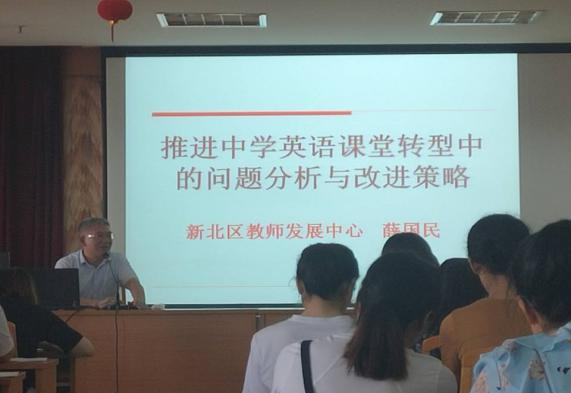 推进中学英语课堂转型中
的问题分析与改进策略
新北区教师发展中心 薛国民